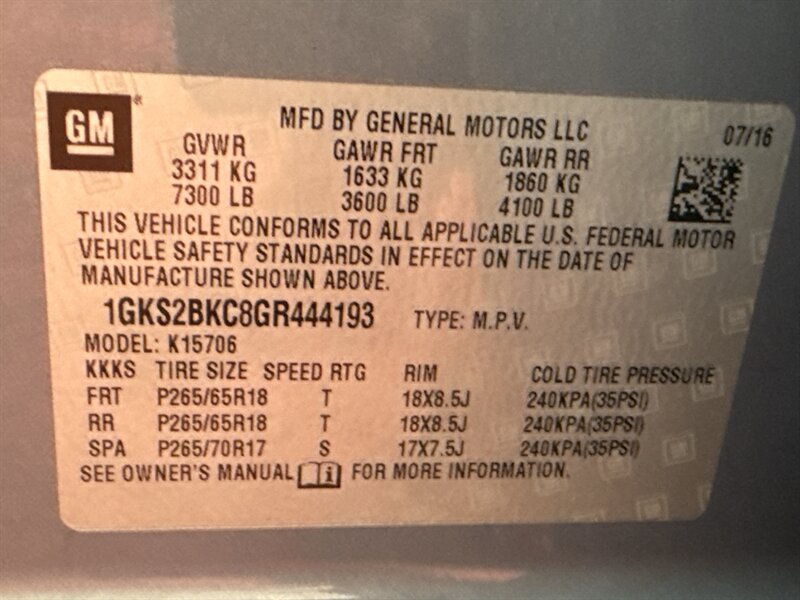 GM
MFD BY GENERAL MOTORS LLC 07/16
GVWR GAWR FRT GAWR RR
3311 KG 1633 KG 1860 KG
7300 LB 3600 LB 4100 LB
THIS VEHICLE CONFORMS TO ALL APPLICABLE U.S. FEDERAL MOTOR
VEHICLE SAFETY STANDARDS IN EFFECT ON THE DATE OF
MANUFACTURE SHOWN ABOVE.
1GKS2BKC8GR444193 TYPE: M.P.V.
MODEL: K15706
KKKS TIRE SIZE SPEED RTG RIM COLD TIRE PRESSURE
FRT P265/65R18 T 18X8.5J 240KPA(35PSI)
RR P265/65R18 T 18X8.5J 240KPA(35PSI)
SPA P265/70R17 S 17X7.5J 240KPA(35PSI)
SEE OWNER'S MANUAL FOR MORE INFORMATION.